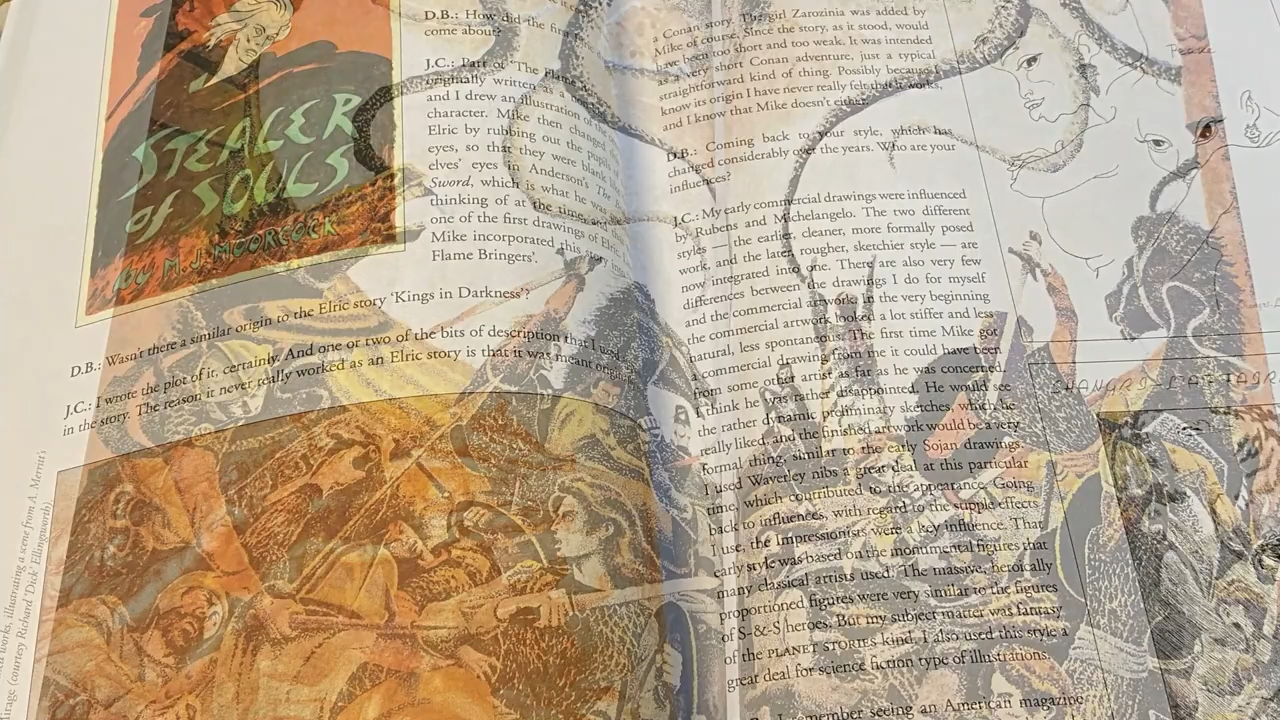 STEALER
of SOULS
by M. J. MOORCOCK
D.B.: How did the first
come about?
J.C.: Part of 'The Flame
originally written as a
and I drew an illustration of the
character. Mike then changed
Elric by rubbing out the pupils
eyes, so that they were blank like
elves' eyes in Anderson's The
Sword, which is what he was
thinking of at the time, and
one of the first drawings of Elric.
Mike incorporated this story into
Flame Bringers'.
D.B.: Wasn't there a similar origin to the Elric story 'Kings in Darkness'?
J.C.: I wrote the plot of it, certainly. And one or two of the bits of description that I used
in the story. The reason it never really worked as an Elric story is that it was meant
works, illustrating a scene from A. Merritt's
Mirage (courtesy Richard 'Dick' Ellingsworth)
a Conan story. The girl Zarozinia was added by
Mike of course. Since the story, as it stood, would
have been too short and too weak. It was intended
as a very short Conan adventure, just a typical
straightforward kind of thing. Possibly because I
know its origin I have never really felt that it works,
and I know that Mike doesn't either.
D.B.: Coming back to your style, which has
changed considerably over the years. Who are your
influences?
J.C.: My early commercial drawings were influenced
by Rubens and Michelangelo. The two different
styles — the earlier, cleaner, more formally posed
work, and the later, rougher, sketchier style — are
now integrated into one. There are also very few
differences between the drawings I do for myself
and the commercial artwork. In the very beginning
the commercial artwork looked a lot stiffer and less
natural, less spontaneous. The first time Mike got
a commercial drawing from me it could have been
from some other artist as far as he was concerned.
I think he was rather disappointed. He would see
the rather dynamic preliminary sketches, which he
really liked, and the finished artwork would be a very
formal thing, similar to the early Sojan drawings.
I used Waverley nibs a great deal at this particular
time, which contributed to the appearance. Going
back to influences, with regard to the supple effects
I use, the Impressionists were a key influence. That
early style was based on the monumental figures that
many classical artists used. The massive, heroically
proportioned figures were very similar to the figures
of S-&-S heroes. But my subject matter was fantasy
of the PLANET STORIES kind. I also used this style a
great deal for science fiction type of illustrations.
I remember seeing an American magazine